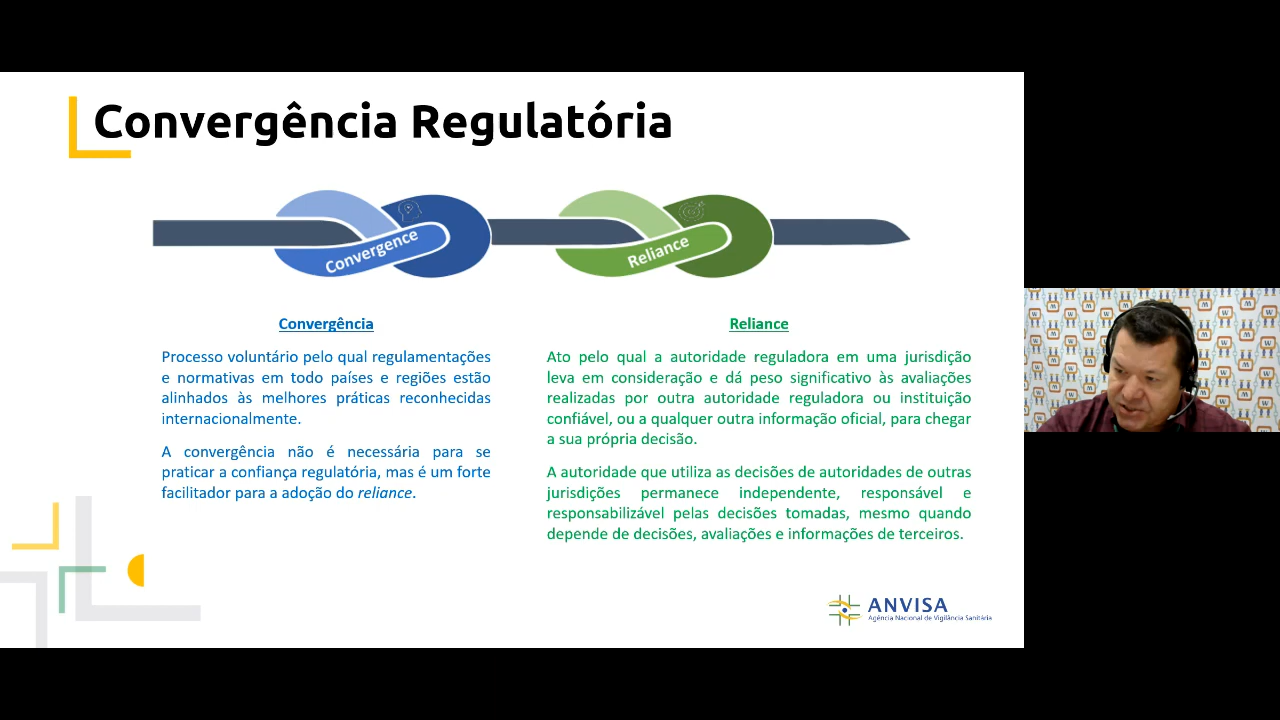 Convergência Regulatória
Convergence
Reliance
Convergência
Processo voluntário pelo qual regulamentações
e normativas em todo países e regiões estão
alinhados às melhores práticas reconhecidas
internacionalmente.
A convergência não é necessária para se
praticar a confiança regulatória, mas é um forte
facilitador para a adoção do reliance.
Reliance
Ato pelo qual a autoridade reguladora em uma jurisdição
leva em consideração e dá peso significativo às avaliações
realizadas por outra autoridade reguladora ou instituição
confiável, ou a qualquer outra informação oficial, para chegar
a sua própria decisão.
A autoridade que utiliza as decisões de autoridades de outras
jurisdições permanece independente, responsável e
responsabilizável pelas decisões tomadas, mesmo quando
depende de decisões, avaliações e informações de terceiros.
ANVISA
Agência Nacional de Vigilância Sanitária